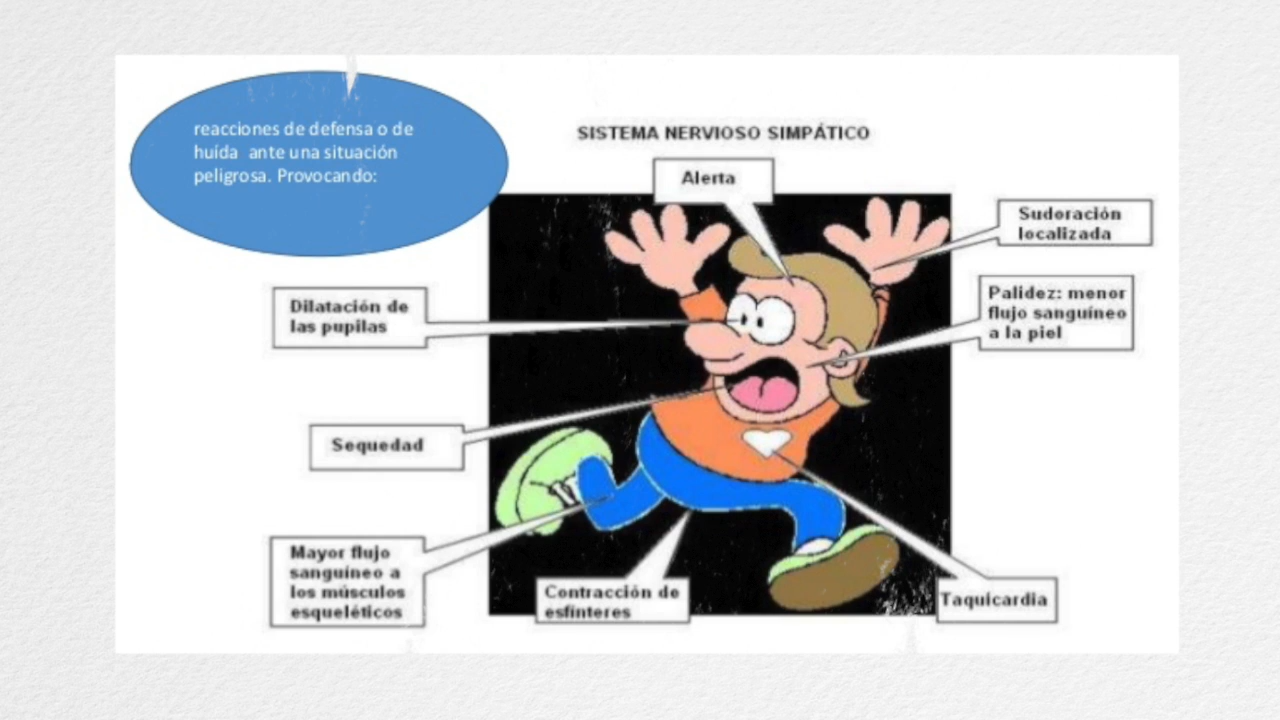 reacciones de defensa o de
huída ante una situación
peligrosa. Provocando:
SISTEMA NERVIOSO SIMPÁTICO
Alerta
Sudoración
localizada
Dilatación de
las pupilas
Palidez: menor
flujo sanguíneo
a la piel
Sequedad
Mayor flujo
sanguíneo a
los músculos
esqueléticos
Contracción de
esfínteres
Taquicardia